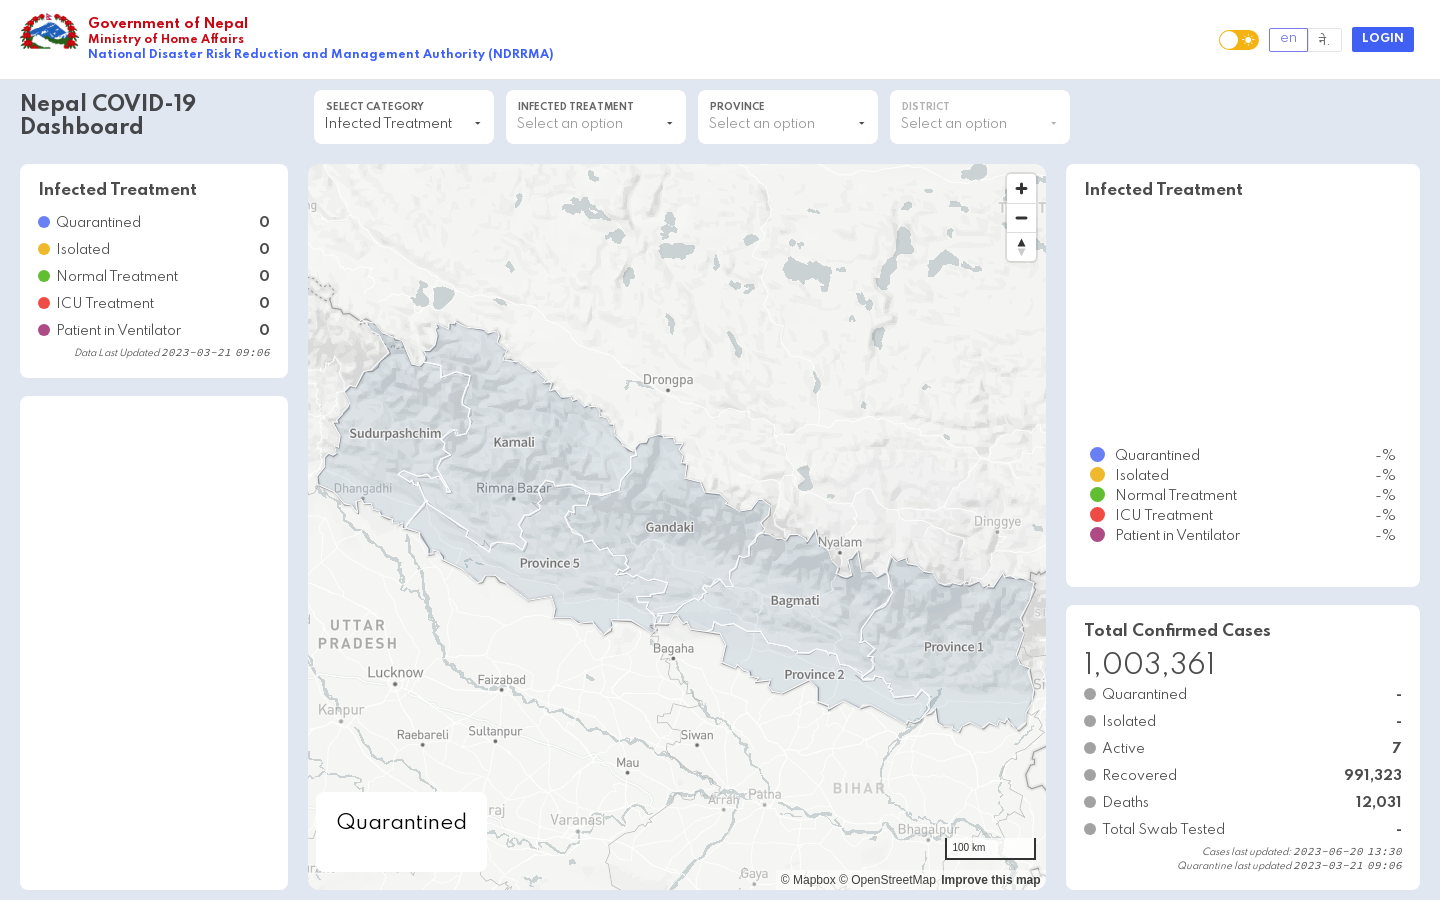 Government of Nepal
Ministry of Home Affairs
National Disaster Risk Reduction and Management Authority (NDRRMA)
en
ने.
LOGIN
Nepal COVID-19
Dashboard
SELECT CATEGORY
Infected Treatment
INFECTED TREATMENT
Select an option
PROVINCE
Select an option
DISTRICT
Select an option
Infected Treatment
Quarantined 0
Isolated 0
Normal Treatment 0
ICU Treatment 0
Patient in Ventilator 0
Data Last Updated 2023-03-21 09:06
Drongpa
Sudurpashchim
Kamali
Dhangadhi
Rimna Bazar
Gandaki
Dinggye
Nyalam
Province 5
Bagmati
UTTAR
PRADESH
Bagaha
Province 1
Lucknow
Faizabad
Province 2
Kanpur
Raebareli
Sultanpur
Siwan
Mau
BIHAR
Arrah
Patna
Varanasi
Bhagalpur
Gaya
Quarantined
100 km
© Mapbox © OpenStreetMap Improve this map
Infected Treatment
Quarantined -%
Isolated -%
Normal Treatment -%
ICU Treatment -%
Patient in Ventilator -%
Total Confirmed Cases
1,003,361
Quarantined -
Isolated -
Active 7
Recovered 991,323
Deaths 12,031
Total Swab Tested -
Cases last updated: 2023-06-20 13:30
Quarantine last updated 2023-03-21 09:06